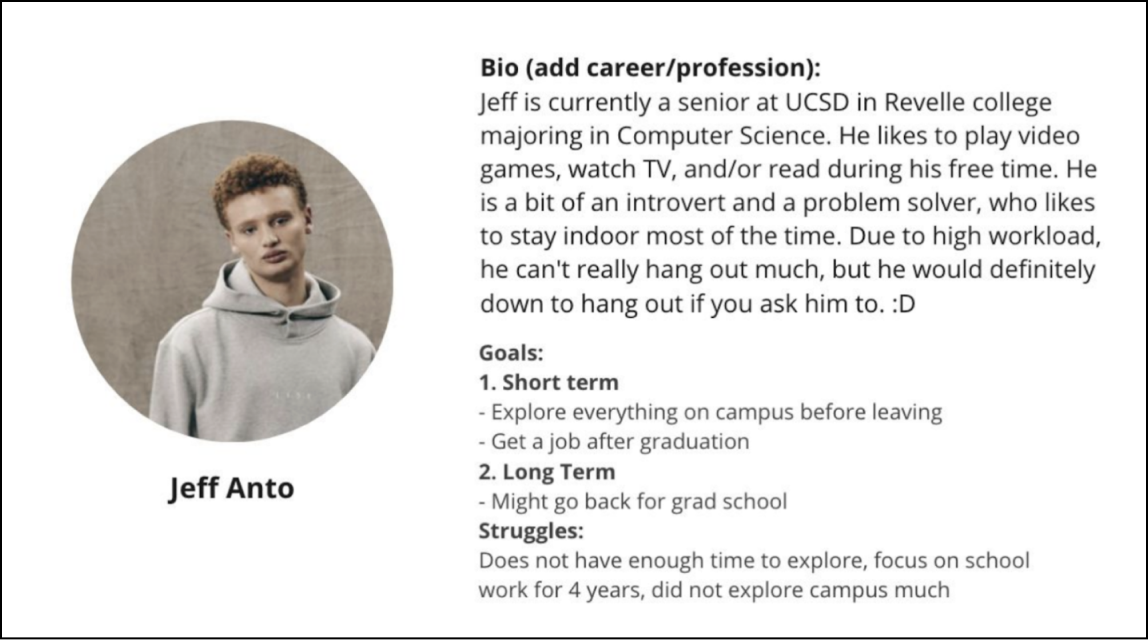 Bio (add career/profession):
Jeff is currently a senior at UCSD in Revelle college
majoring in Computer Science. He likes to play video
games, watch TV, and/or read during his free time. He
is a bit of an introvert and a problem solver, who likes
to stay indoor most of the time. Due to high workload,
he can't really hang out much, but he would definitely
down to hang out if you ask him to. :D
Goals:
1. Short term
- Explore everything on campus before leaving
- Get a job after graduation
2. Long Term
- Might go back for grad school
Struggles:
Does not have enough time to explore, focus on school
work for 4 years, did not explore campus much
Jeff Anto